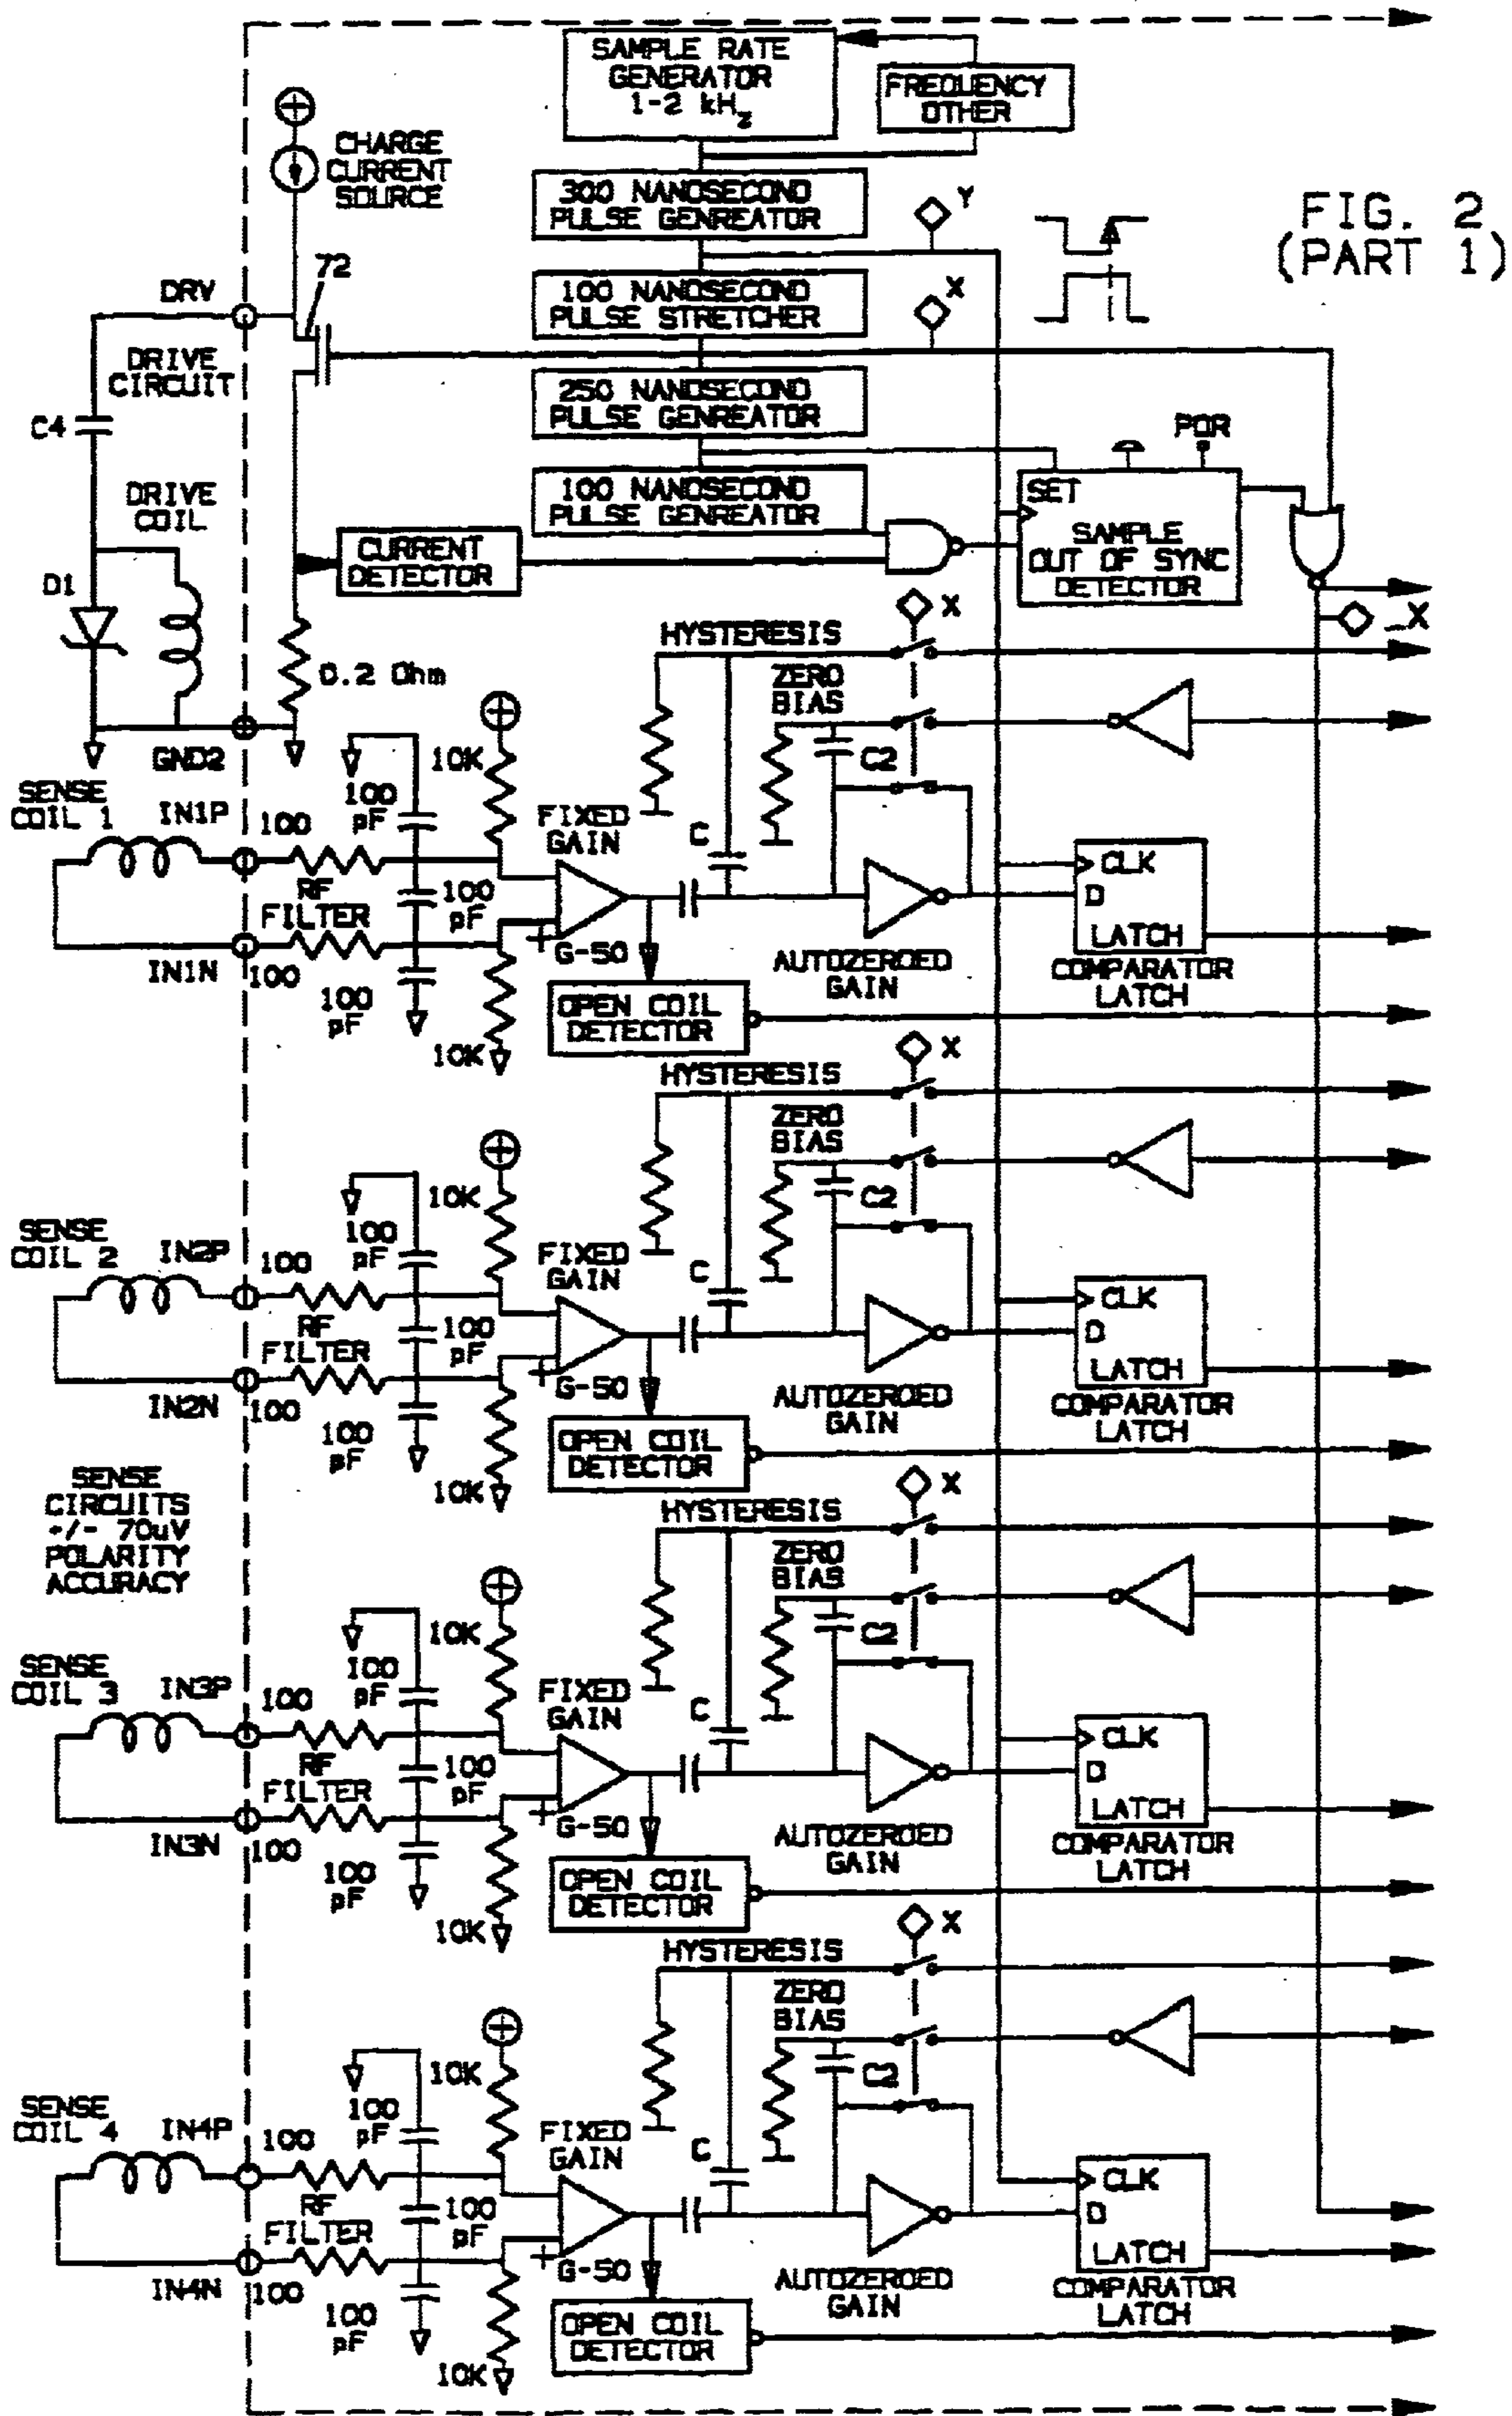 SAMPLE RATE
GENERATOR
1-2 kHz
FREQUENCY
OTHER
CHARGE
CURRENT
SOURCE
300 NANOSECOND
PULSE GENREATOR
Y
FIG. 2
(PART 1)
72
DRV
100 NANOSECOND
PULSE STRETCHER
X
DRIVE
CIRCUIT
250 NANOSECOND
PULSE GENREATOR
C4
POR
DRIVE
COIL
100 NANOSECOND
PULSE GENREATOR
SET
SAMPLE
OUT OF SYNC
DETECTOR
CURRENT
DETECTOR
D1
X
_X
HYSTERESIS
0.2 Ohm
ZERO
BIAS
GND2
10K
C2
SENSE
COIL 1
IN1P
100
100
pF
FIXED
GAIN
C
CLK
RF
FILTER
100
pF
D
+
G-50
LATCH
IN1N
100
100
pF
AUTOZEROED
GAIN
COMPARATOR
LATCH
OPEN COIL
DETECTOR
10K
X
HYSTERESIS
ZERO
BIAS
10K
C2
SENSE
COIL 2
IN2P
100
100
pF
FIXED
GAIN
C
CLK
RF
FILTER
100
pF
D
+
G-50
LATCH
IN2N
100
100
pF
AUTOZEROED
GAIN
COMPARATOR
LATCH
OPEN COIL
DETECTOR
10K
SENSE
CIRCUITS
+/- 70uV
POLARITY
ACCURACY
X
HYSTERESIS
ZERO
BIAS
10K
C2
SENSE
COIL 3
IN3P
100
100
pF
FIXED
GAIN
C
CLK
RF
FILTER
100
pF
D
+
G-50
LATCH
IN3N
100
100
pF
AUTOZEROED
GAIN
COMPARATOR
LATCH
OPEN COIL
DETECTOR
10K
X
HYSTERESIS
ZERO
BIAS
10K
C2
SENSE
COIL 4
IN4P
100
100
pF
FIXED
GAIN
C
CLK
RF
FILTER
100
pF
D
+
G-50
LATCH
IN4N
100
100
pF
AUTOZEROED
GAIN
COMPARATOR
LATCH
OPEN COIL
DETECTOR
10K